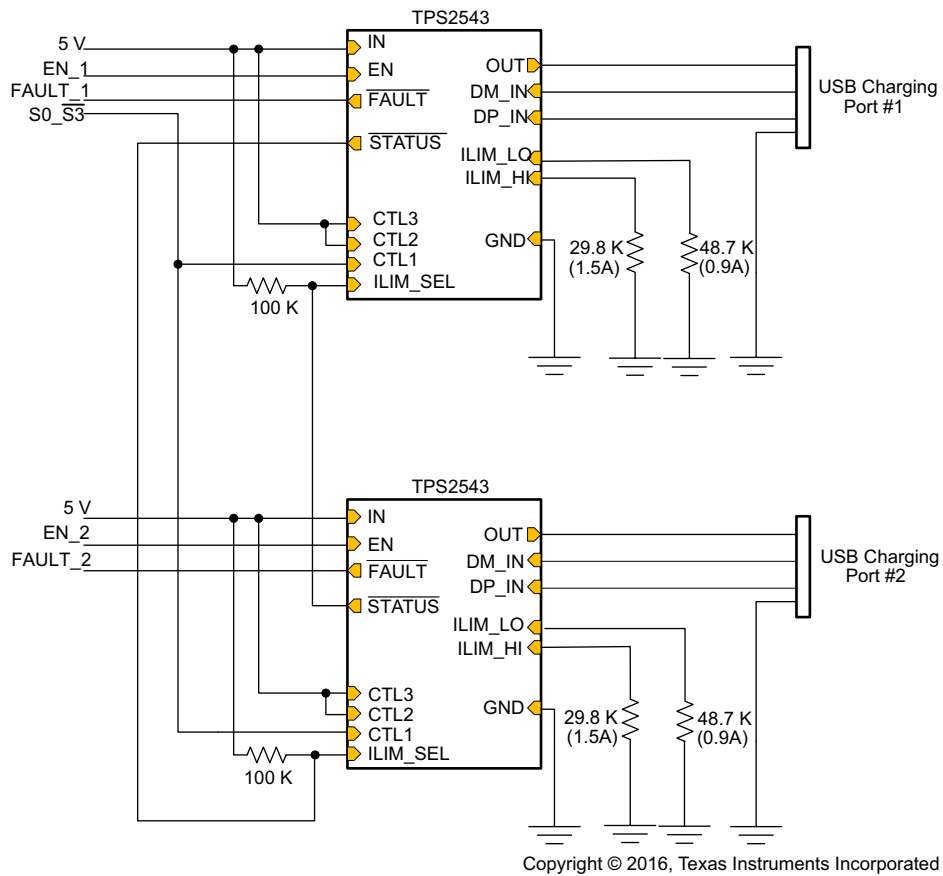 TPS2543
5 V
EN_1
FAULT_1
S0_S3
IN
EN
FAULT
STATUS
CTL3
CTL2
CTL1
ILIM_SEL
100 K
OUT
DM_IN
DP_IN
ILIM_LO
ILIM_HI
GND
29.8 K
(1.5A)
48.7 K
(0.9A)
USB Charging
Port #1
TPS2543
5 V
EN_2
FAULT_2
IN
EN
FAULT
STATUS
CTL3
CTL2
CTL1
ILIM_SEL
100 K
OUT
DM_IN
DP_IN
ILIM_LO
ILIM_HI
GND
29.8 K
(1.5A)
48.7 K
(0.9A)
USB Charging
Port #2
Copyright © 2016, Texas Instruments Incorporated